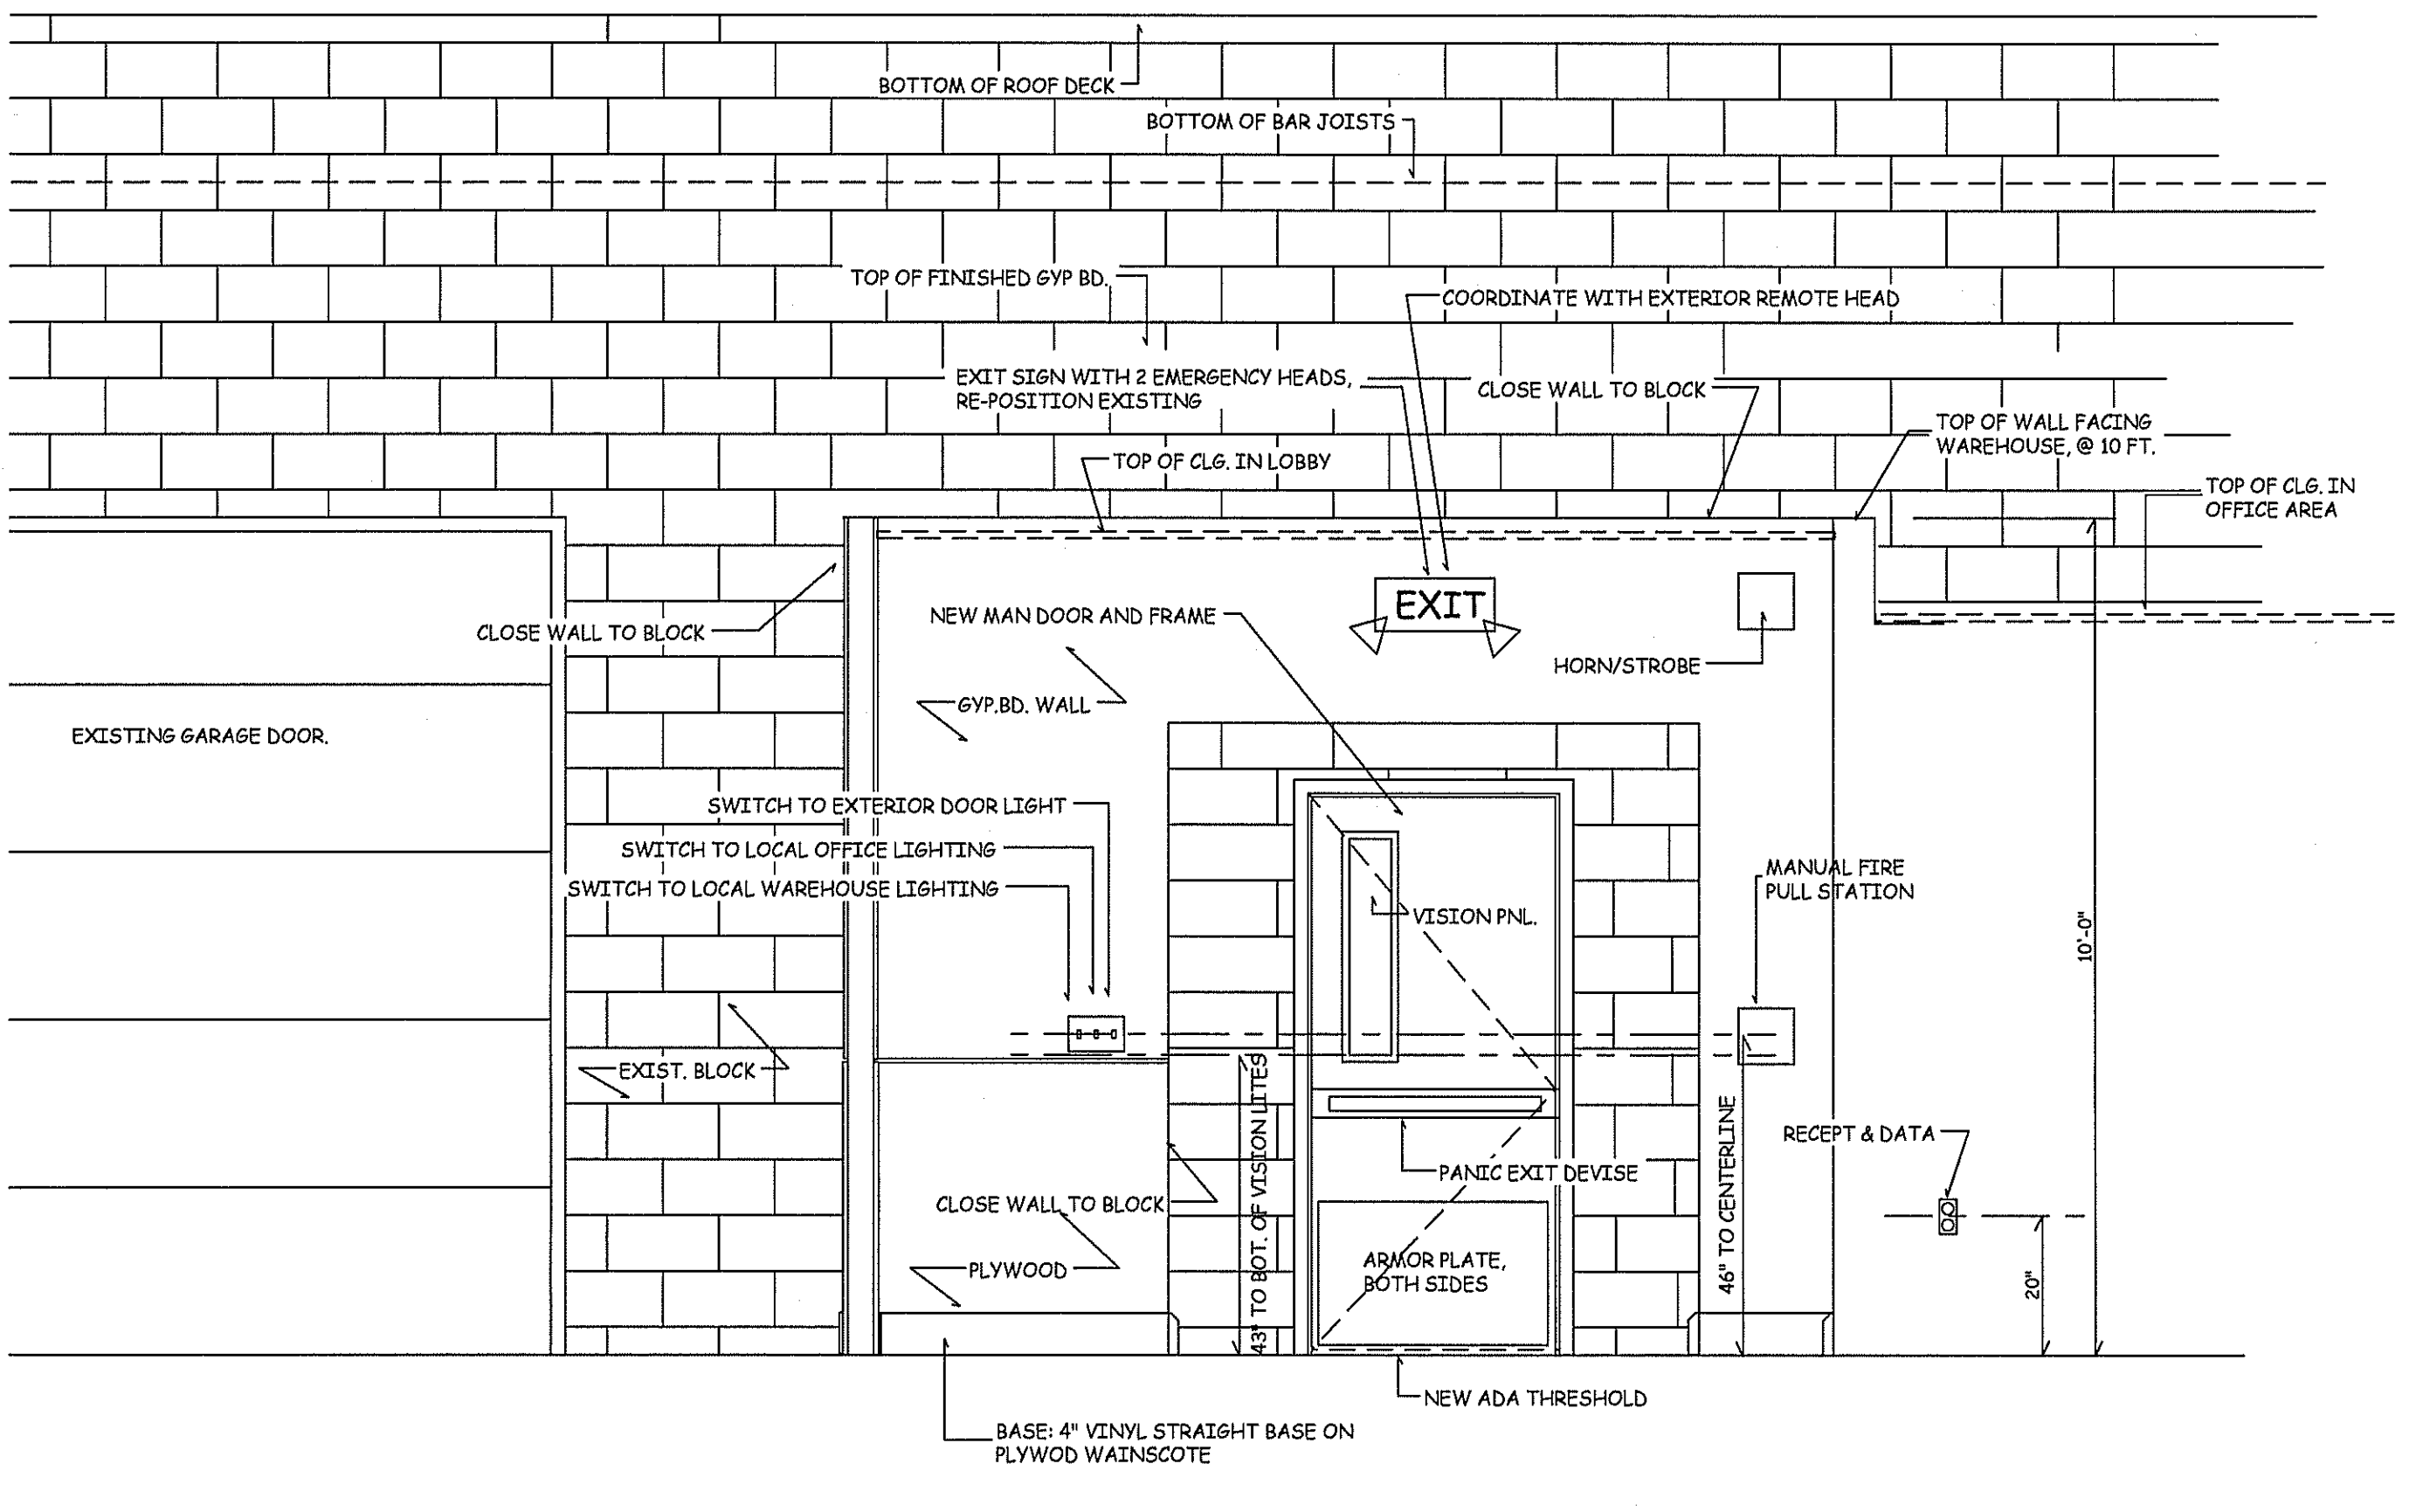 BOTTOM OF ROOF DECK
BOTTOM OF BAR JOISTS
TOP OF FINISHED GYP BD.
COORDINATE WITH EXTERIOR REMOTE HEAD
EXIT SIGN WITH 2 EMERGENCY HEADS,
RE-POSITION EXISTING
CLOSE WALL TO BLOCK
TOP OF WALL FACING
WAREHOUSE, @ 10 FT.
TOP OF CLG. IN LOBBY
TOP OF CLG. IN
OFFICE AREA
EXIT
NEW MAN DOOR AND FRAME
CLOSE WALL TO BLOCK
HORN/STROBE
GYP.BD. WALL
EXISTING GARAGE DOOR.
SWITCH TO EXTERIOR DOOR LIGHT
SWITCH TO LOCAL OFFICE LIGHTING
SWITCH TO LOCAL WAREHOUSE LIGHTING
MANUAL FIRE
PULL STATION
VISION PNL.
10'-0"
EXIST. BLOCK
43" TO BOT. OF VISION LITES
46" TO CENTERLINE
RECEPT & DATA
PANIC EXIT DEVISE
CLOSE WALL TO BLOCK
PLYWOOD
ARMOR PLATE,
BOTH SIDES
20"
NEW ADA THRESHOLD
BASE: 4" VINYL STRAIGHT BASE ON
PLYWOD WAINSCOTE